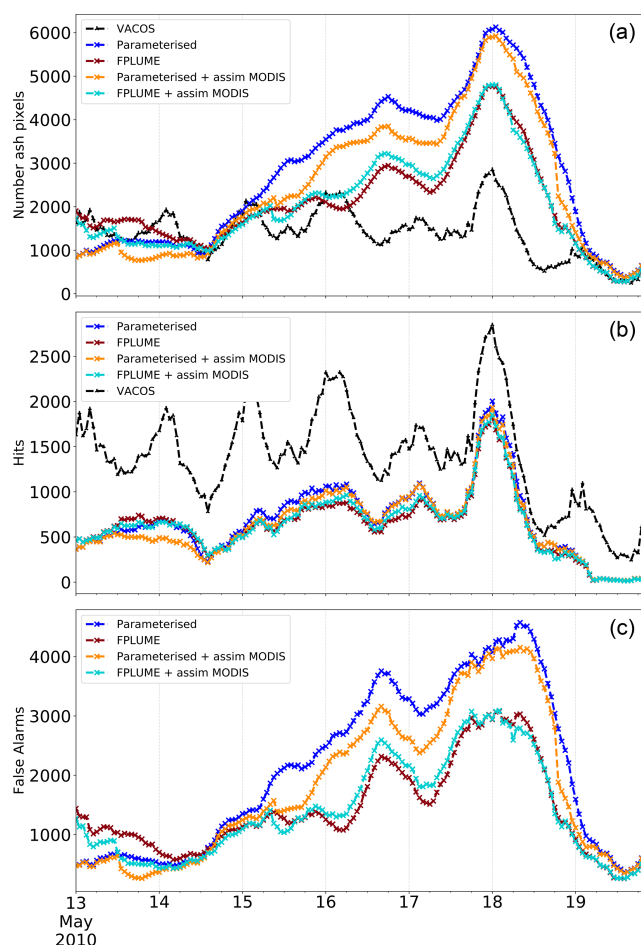 (a)
VACOS
Parameterised
FPLUME
Parameterised + assim MODIS
FPLUME + assim MODIS
Number ash pixels
6000
5000
4000
3000
2000
1000
0
(b)
Parameterised
FPLUME
Parameterised + assim MODIS
FPLUME + assim MODIS
VACOS
Hits
2500
2000
1500
1000
500
0
(c)
Parameterised
FPLUME
Parameterised + assim MODIS
FPLUME + assim MODIS
False Alarms
4000
3000
2000
1000
13 14 15 16 17 18 19
May
2010